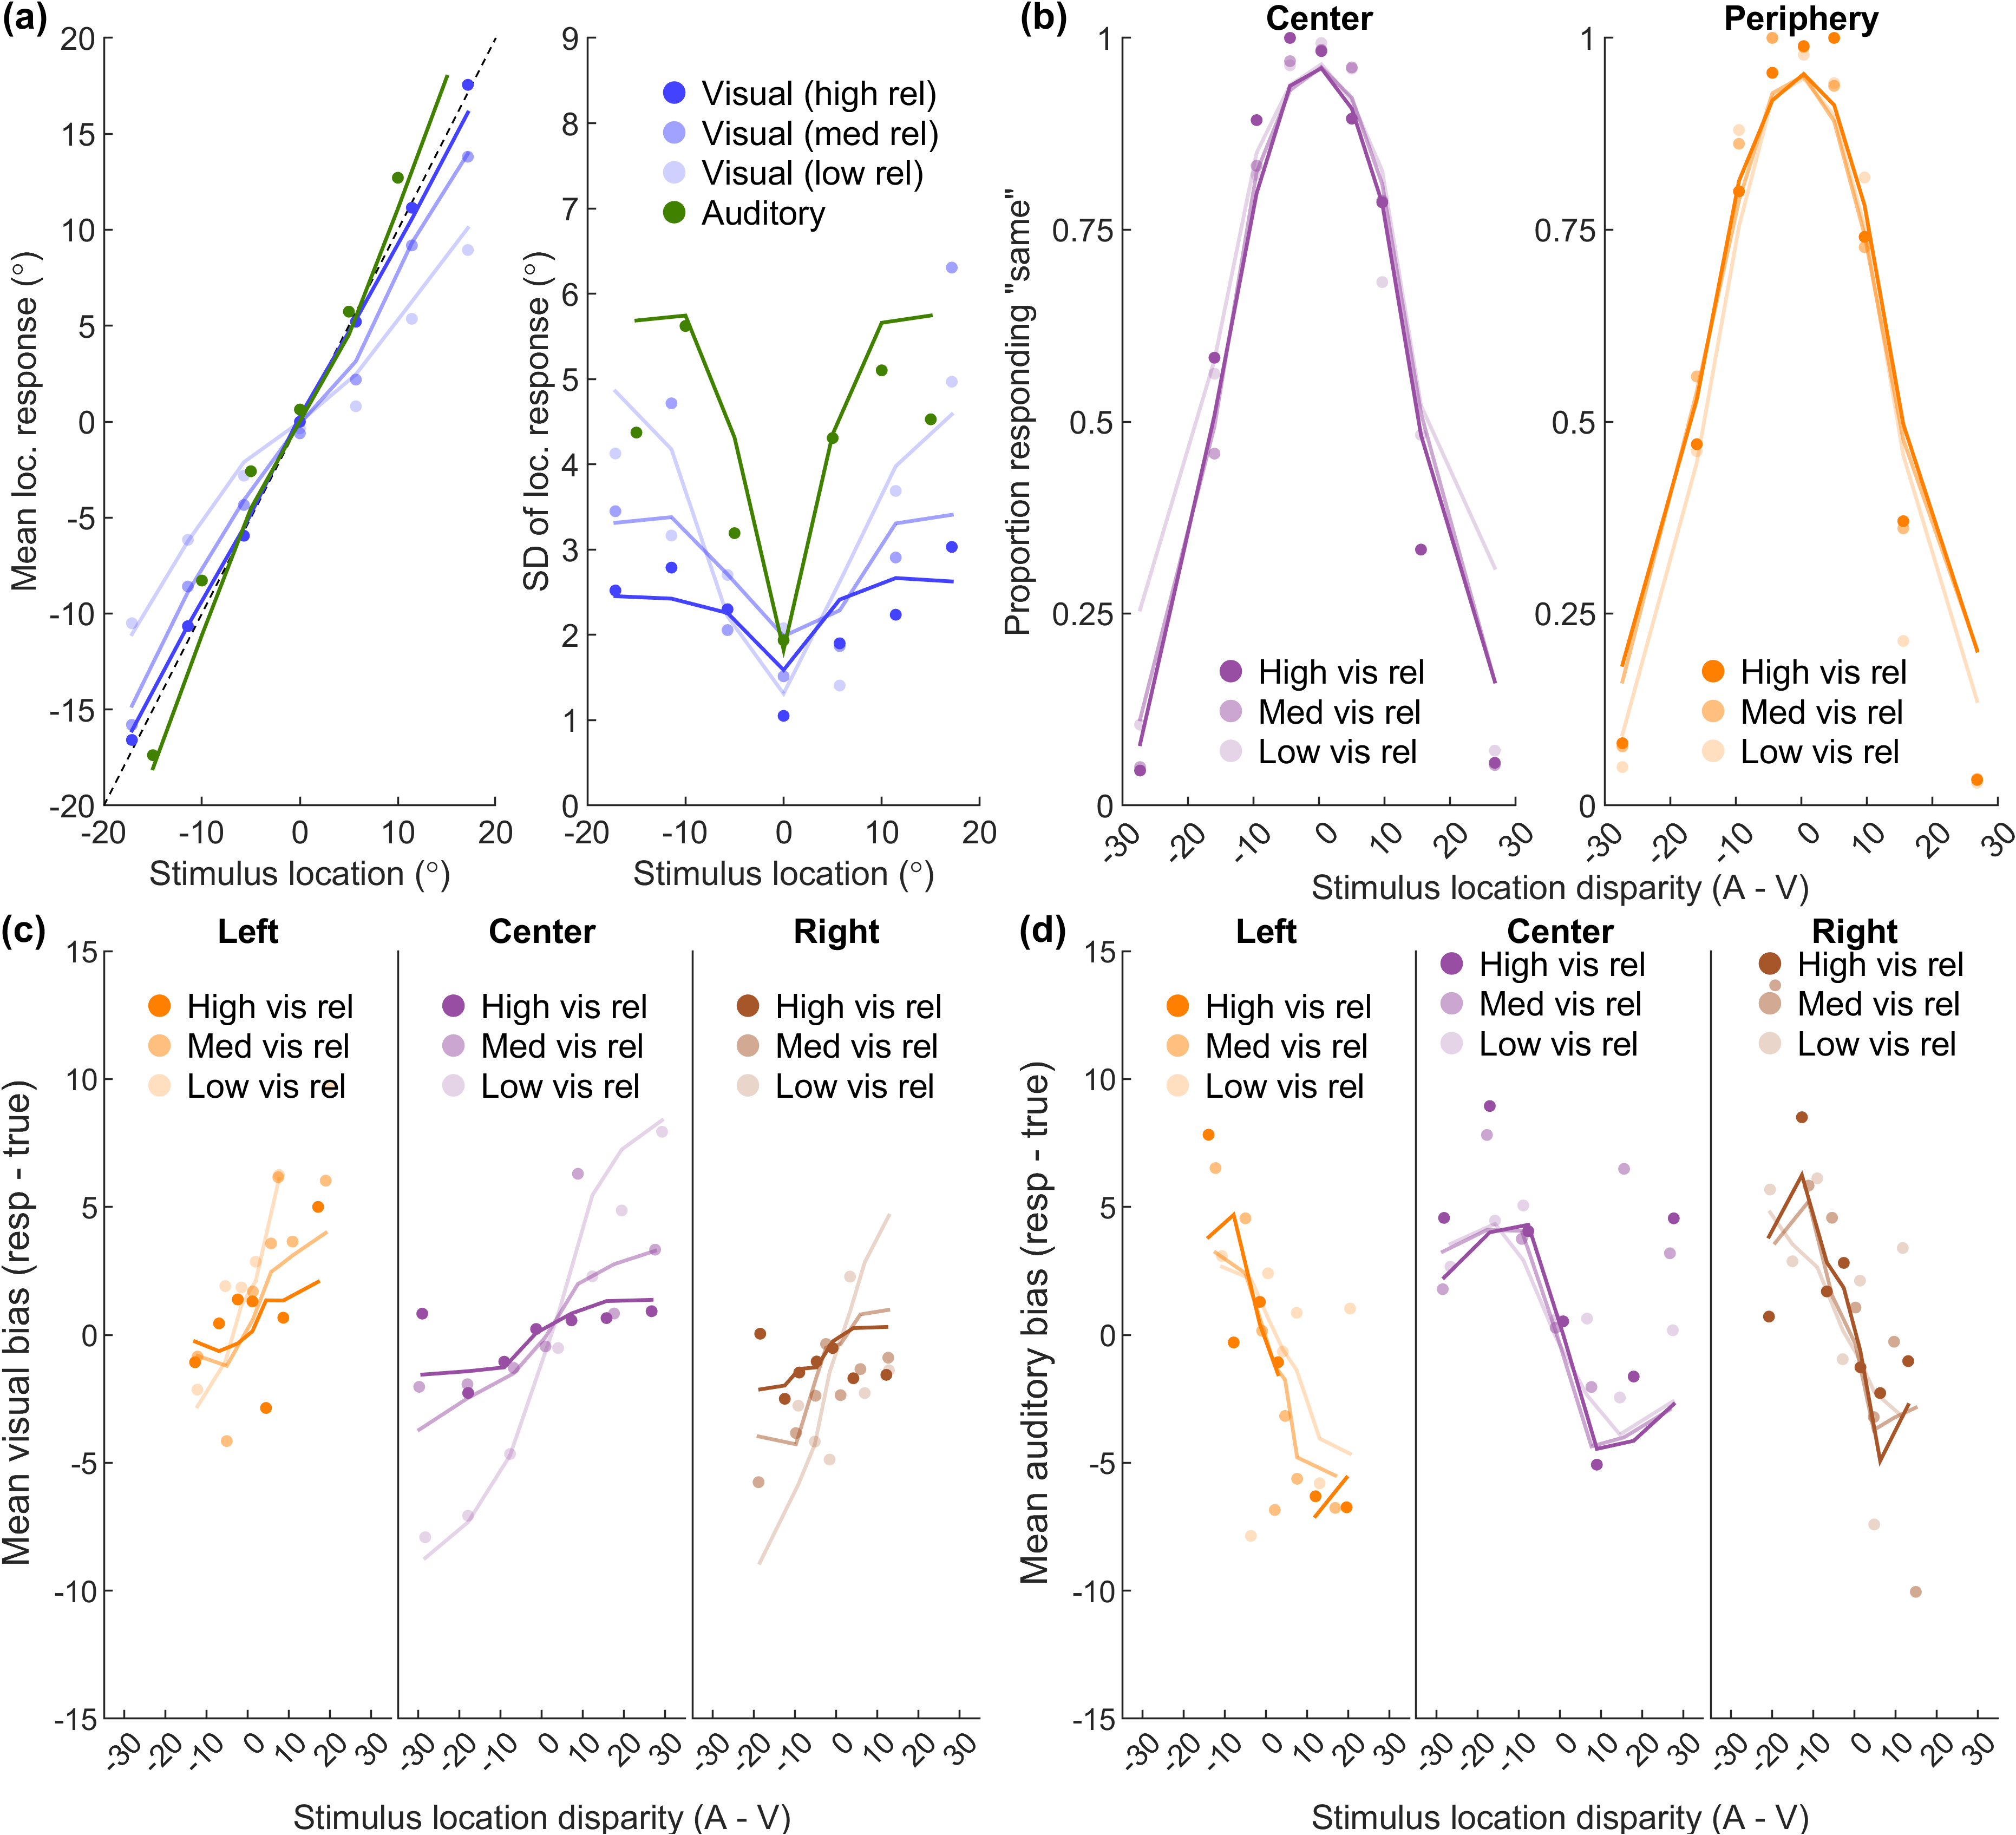 (a)
Mean loc. response (°)
20
15
10
5
0
-5
-10
-15
-20
-20 -10 0 10 20
Stimulus location (°)
SD of loc. response (°)
9
8
7
6
5
4
3
2
1
0
Visual (high rel)
Visual (med rel)
Visual (low rel)
Auditory
-20 -10 0 10 20
Stimulus location (°)
(b)
Center
Proportion responding "same"
1
0.75
0.5
0.25
0
High vis rel
Med vis rel
Low vis rel
-30 -20 -10 0 10 20 30
Periphery
1
0.75
0.5
0.25
0
High vis rel
Med vis rel
Low vis rel
-30 -20 -10 0 10 20 30
Stimulus location disparity (A - V)
(c)
Mean visual bias (resp - true)
15
10
5
0
-5
-10
-15
Left
High vis rel
Med vis rel
Low vis rel
-30 -20 -10 0 10 20 30
Center
High vis rel
Med vis rel
Low vis rel
-30 -20 -10 0 10 20 30
Right
High vis rel
Med vis rel
Low vis rel
-30 -20 -10 0 10 20 30
Stimulus location disparity (A - V)
(d)
Mean auditory bias (resp - true)
15
10
5
0
-5
-10
-15
Left
High vis rel
Med vis rel
Low vis rel
-30 -20 -10 0 10 20 30
Center
High vis rel
Med vis rel
Low vis rel
-30 -20 -10 0 10 20 30
Right
High vis rel
Med vis rel
Low vis rel
-30 -20 -10 0 10 20 30
Stimulus location disparity (A - V)